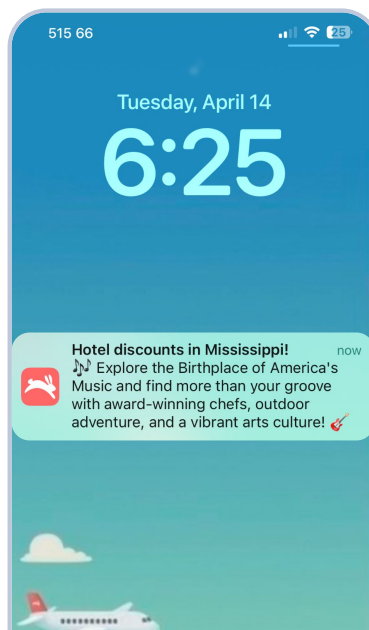 515 66
25
Tuesday, April 14
6:25
Hotel discounts in Mississippi!
now
🎶 Explore the Birthplace of America's
Music and find more than your groove
with award-winning chefs, outdoor
adventure, and a vibrant arts culture! 🎸